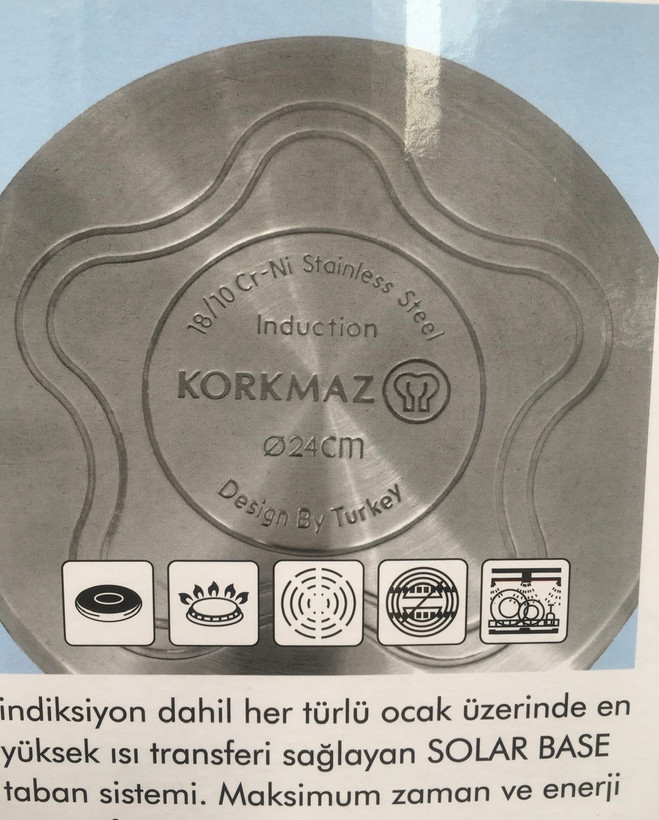 18/10 Cr-Ni Stainless Steel
Induction
KORKMAZ
Ø24cm
Design By Turkey
indiksiyon dahil her türlü ocak üzerinde en
yüksek ısı transferi sağlayan SOLAR BASE
taban sistemi. Maksimum zaman ve enerji